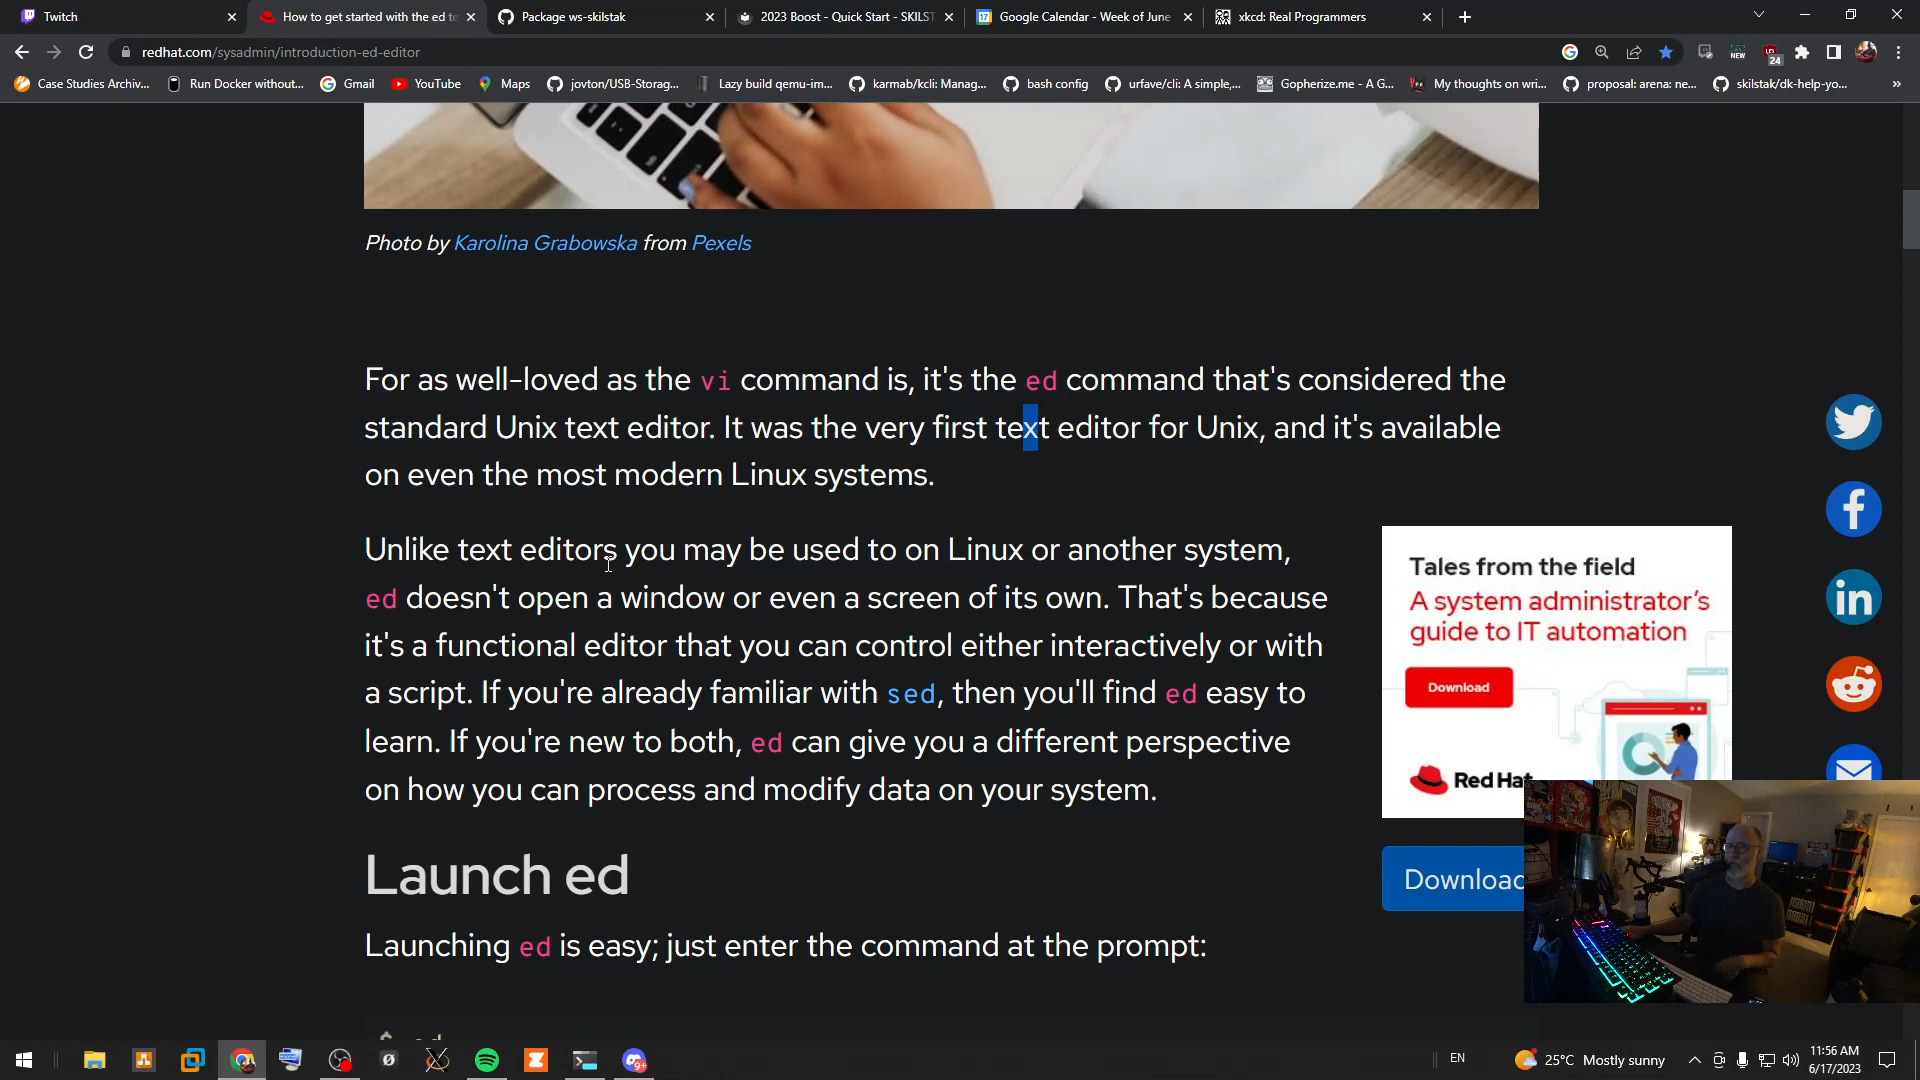 Twitch
How to get started with the ed te
Package ws-skilstak
2023 Boost - Quick Start - SKILST
Google Calendar - Week of June
xkcd: Real Programmers
redhat.com/sysadmin/introduction-ed-editor
24
Case Studies Archiv...
Run Docker without...
Gmail
YouTube
Maps
jovton/USB-Storag...
Lazy build qemu-im...
karmab/kcli: Manag...
bash config
urfave/cli: A simple,...
Gopherize.me - A G...
My thoughts on wri...
proposal: arena: ne...
skilstak/dk-help-yo...
Photo by Karolina Grabowska from Pexels
For as well-loved as the vi command is, it's the ed command that's considered the
standard Unix text editor. It was the very first text editor for Unix, and it's available
on even the most modern Linux systems.
Unlike text editors you may be used to on Linux or another system,
ed doesn't open a window or even a screen of its own. That's because
it's a functional editor that you can control either interactively or with
a script. If you're already familiar with sed, then you'll find ed easy to
learn. If you're new to both, ed can give you a different perspective
on how you can process and modify data on your system.
Tales from the field
A system administrator's
guide to IT automation
Download
Red Hat
Download
Launch ed
Launching ed is easy; just enter the command at the prompt:
$ ed
EN
25°C Mostly sunny
11:56 AM
6/17/2023